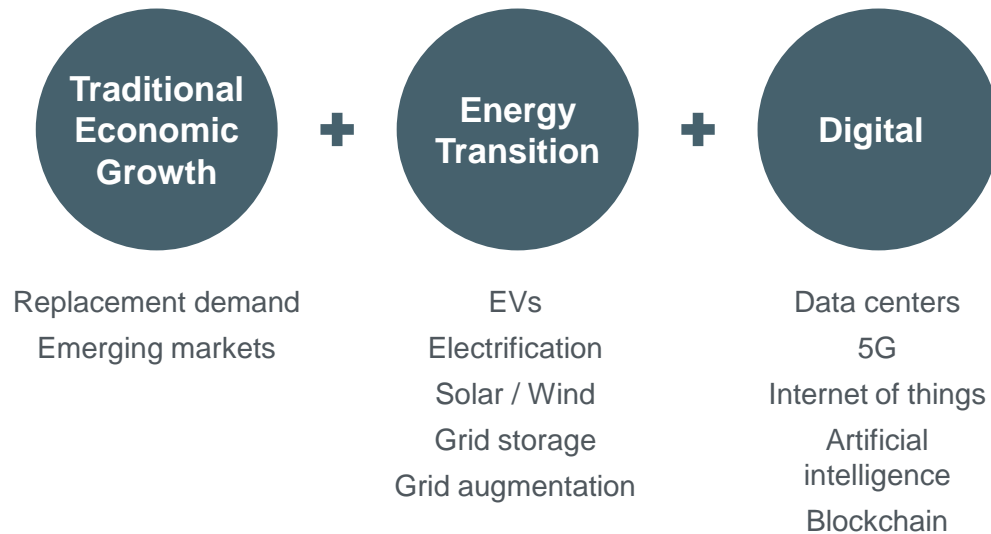 Traditional
Economic
Growth
Energy
Transition
Digital
Replacement demand
Emerging markets
EVs
Electrification
Solar / Wind
Grid storage
Grid augmentation
Data centers
5G
Internet of things
Artificial
intelligence
Blockchain